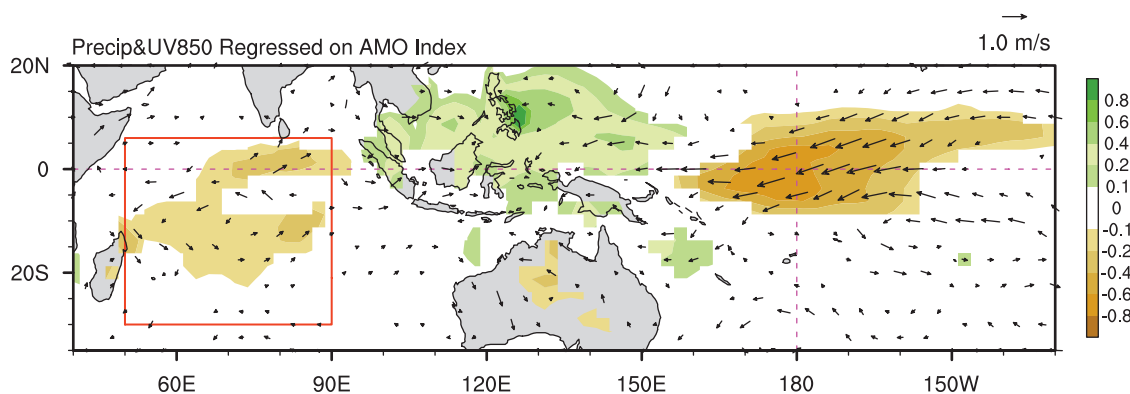 1.0 m/s
Precip&UV850 Regressed on AMO Index
20N
0
20S
60E
90E
120E
150E
180
150W
0.8
0.6
0.4
0.2
0.1
0
-0.1
-0.2
-0.4
-0.6
-0.8